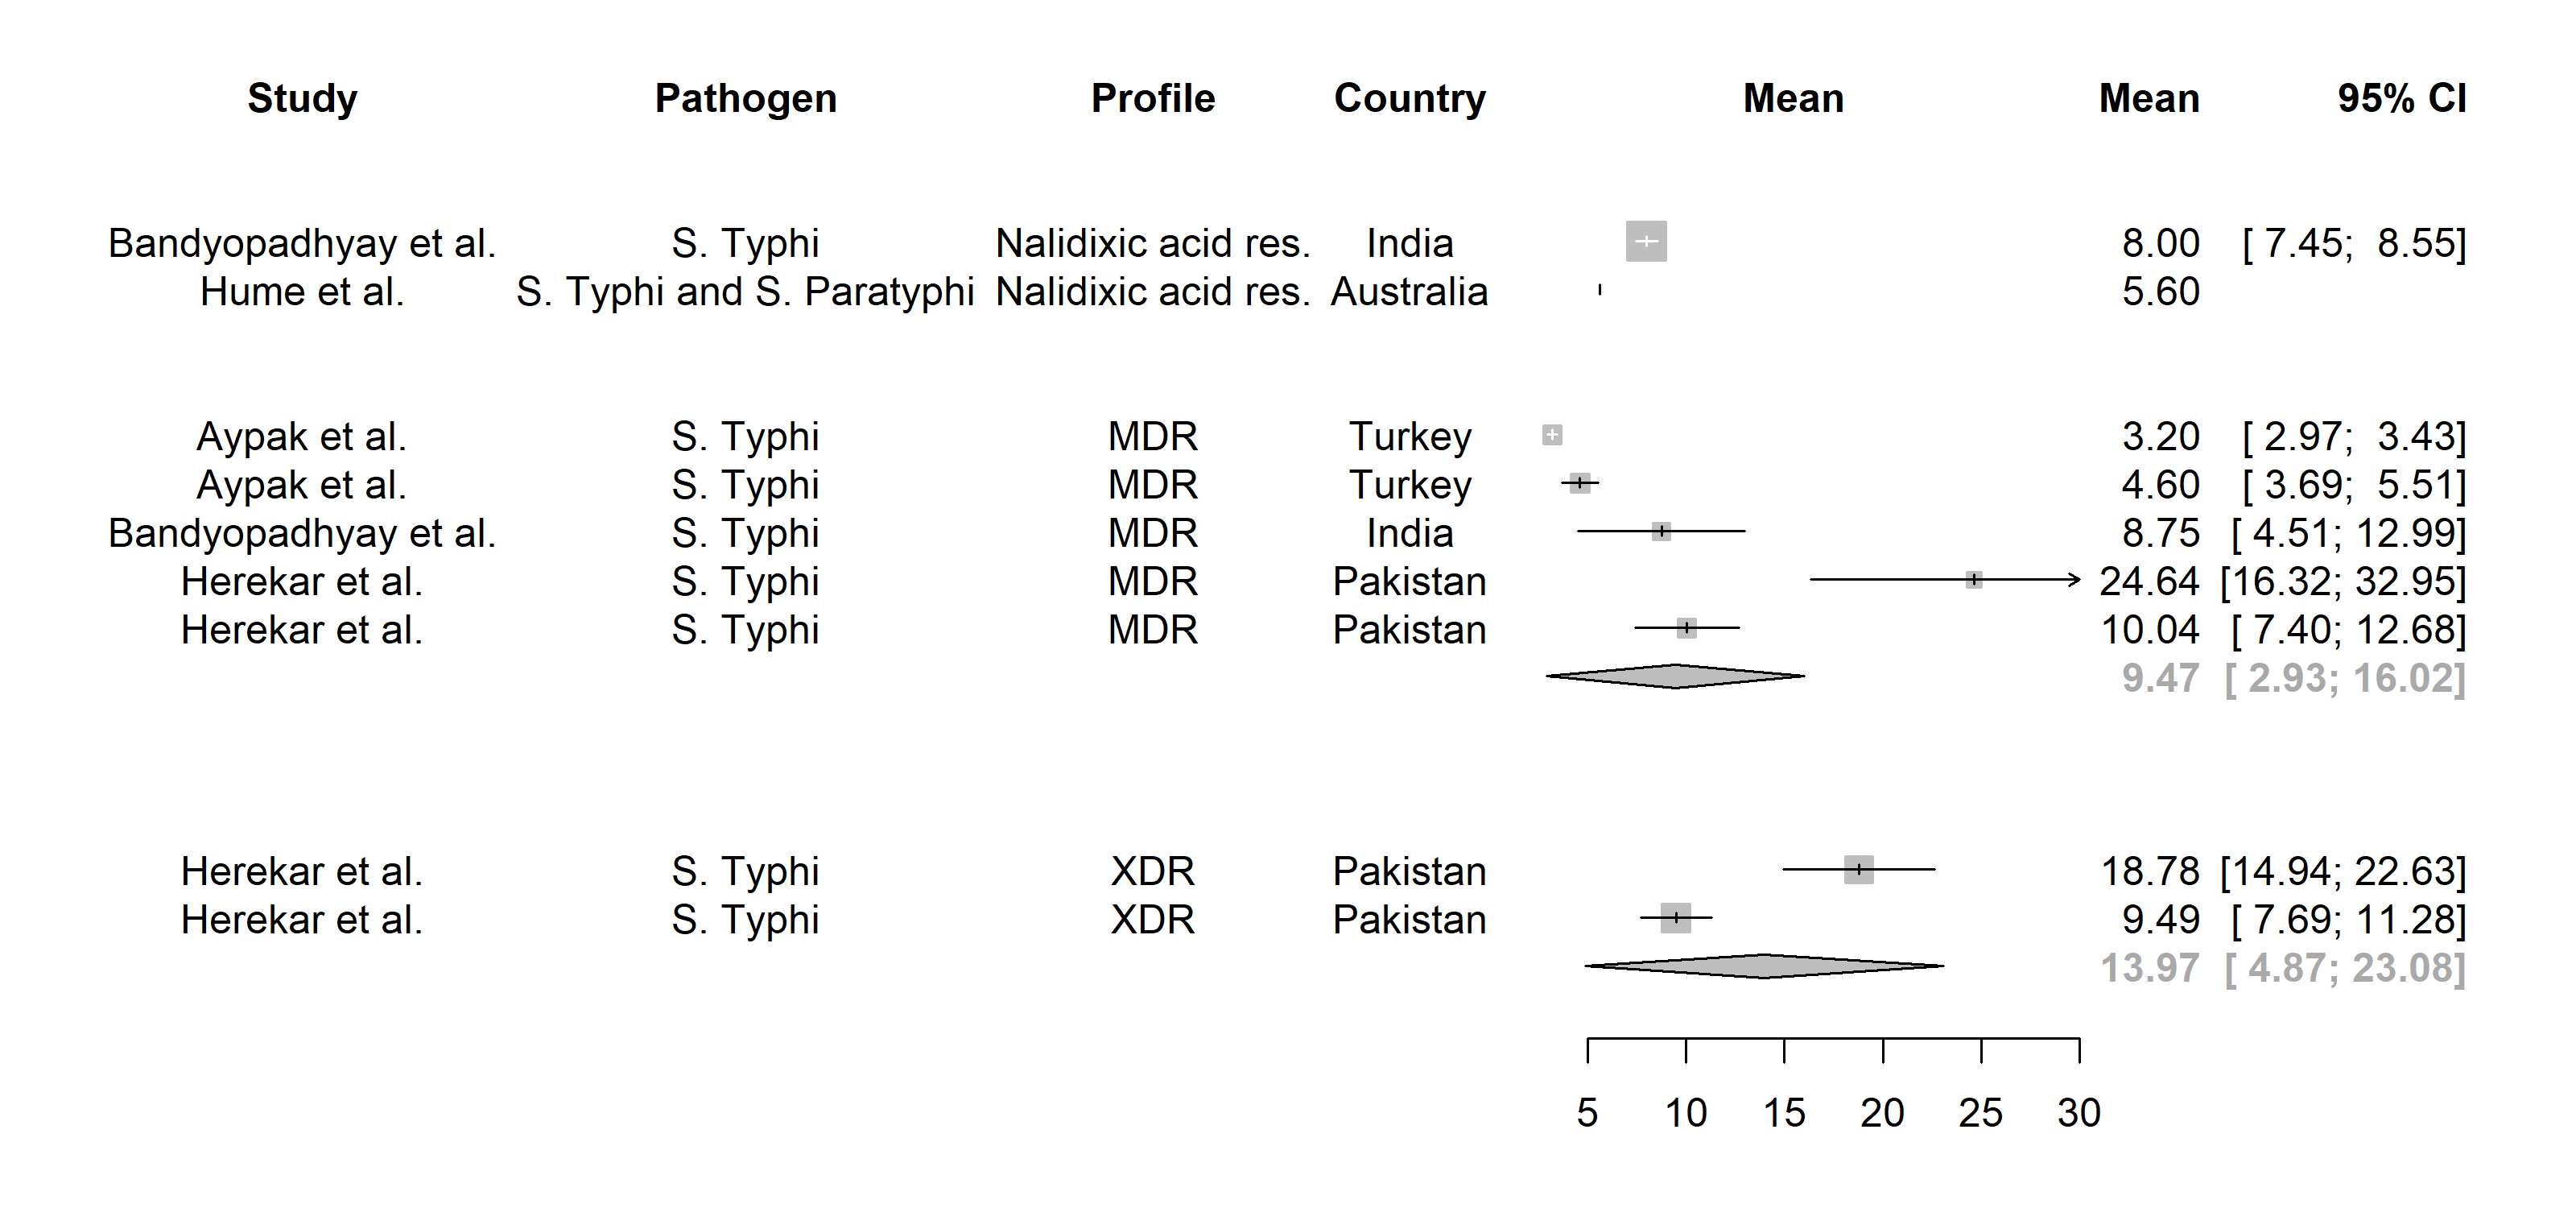 Study Pathogen Profile Country Mean Mean 95% CI
Bandyopadhyay et al. S. Typhi Nalidixic acid res. India 8.00 [ 7.45; 8.55]
Hume et al. S. Typhi and S. Paratyphi Nalidixic acid res. Australia 5.60
Aypak et al. S. Typhi MDR Turkey 3.20 [ 2.97; 3.43]
Aypak et al. S. Typhi MDR Turkey 4.60 [ 3.69; 5.51]
Bandyopadhyay et al. S. Typhi MDR India 8.75 [ 4.51; 12.99]
Herekar et al. S. Typhi MDR Pakistan 24.64 [16.32; 32.95]
Herekar et al. S. Typhi MDR Pakistan 10.04 [ 7.40; 12.68]
9.47 [ 2.93; 16.02]
Herekar et al. S. Typhi XDR Pakistan 18.78 [14.94; 22.63]
Herekar et al. S. Typhi XDR Pakistan 9.49 [ 7.69; 11.28]
13.97 [ 4.87; 23.08]
5 10 15 20 25 30